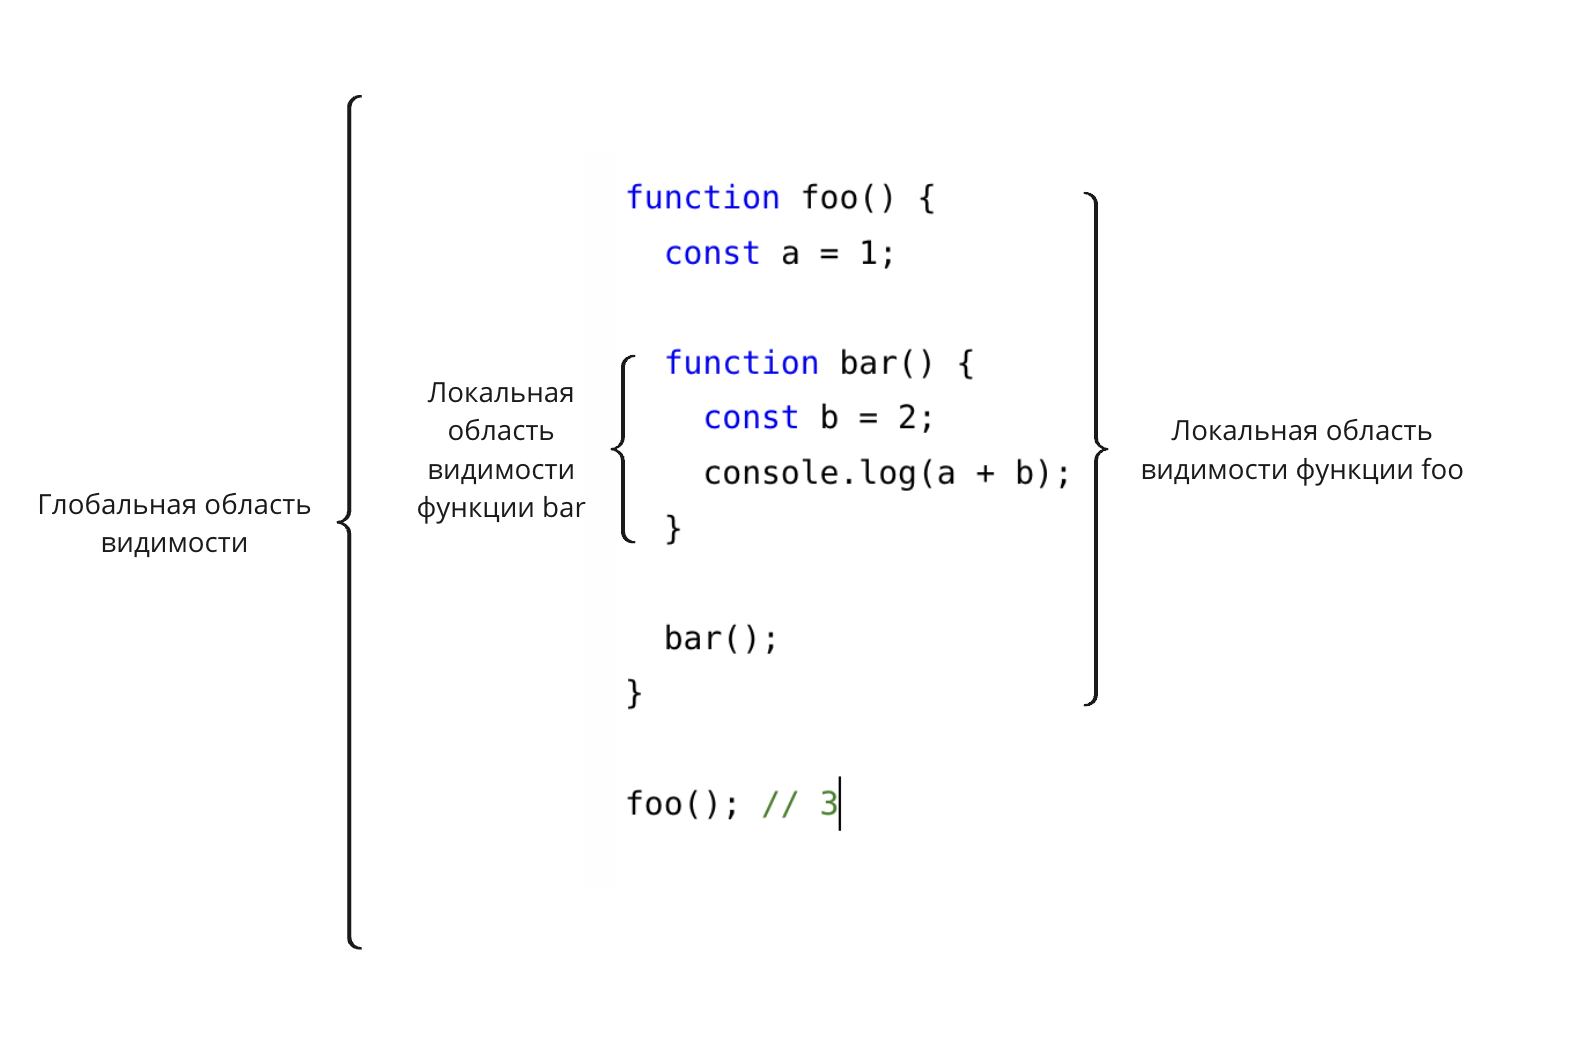 Глобальная область
видимости
Локальная
область
видимости
функции bar
function foo() {
const a = 1;
function bar() {
const b = 2;
console.log(a + b);
}
bar();
}
foo(); // 3
Локальная область
видимости функции foo